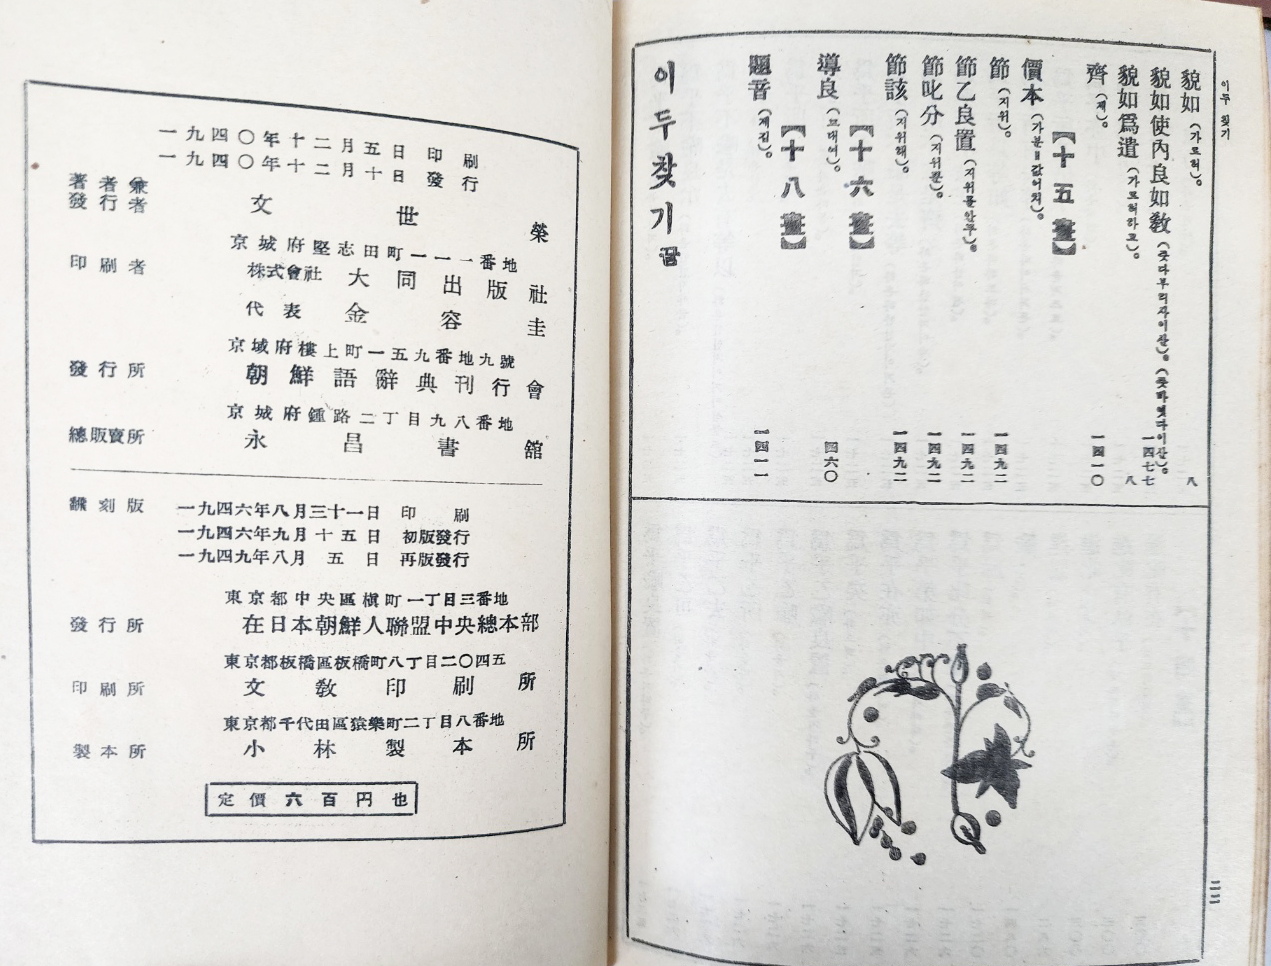 이두찾기
貌如(가로혀)。 八
貌如使內良如敎(즛다부리자이산)。(즛바렷다이산)。 一四七七
貌如爲遣(가로혀하고)。 八
齊(제)。 一四一〇
【十五畫】
價本(가본=값어치)。
節(지위)。 一四九二
節乙良置(지위를안두)。 一四九二
節叱分(지위뿐)。 一四九二
節該(지위해)。 一四九二
【十六畫】
導良(드대여)。 四六〇
【十八畫】
題音(제김)。 一四一一
이두찾기 끝
二二
一九四〇年十二月五日 印刷
一九四〇年十二月十日 發行
著者兼
發行者 文世榮
京城府堅志田町一一一番地
印刷者 株式會社 大同出版社
代表 金容圭
京城府樓上町一五九番地九號
發行所 朝鮮語辭典刊行會
京城府鍾路二丁目九八番地
總販賣所 永昌書舘
飜刻版 一九四六年八月三十一日 印刷
一九四六年九月十五日 初版發行
一九四九年八月五日 再版發行
東京都中央區槇町一丁目三番地
發行所 在日本朝鮮人聯盟中央總本部
東京都板橋區板橋町八丁目二〇四五
印刷所 文敎印刷所
東京都千代田區猿樂町二丁目八番地
製本所 小林製本所
定價六百円也